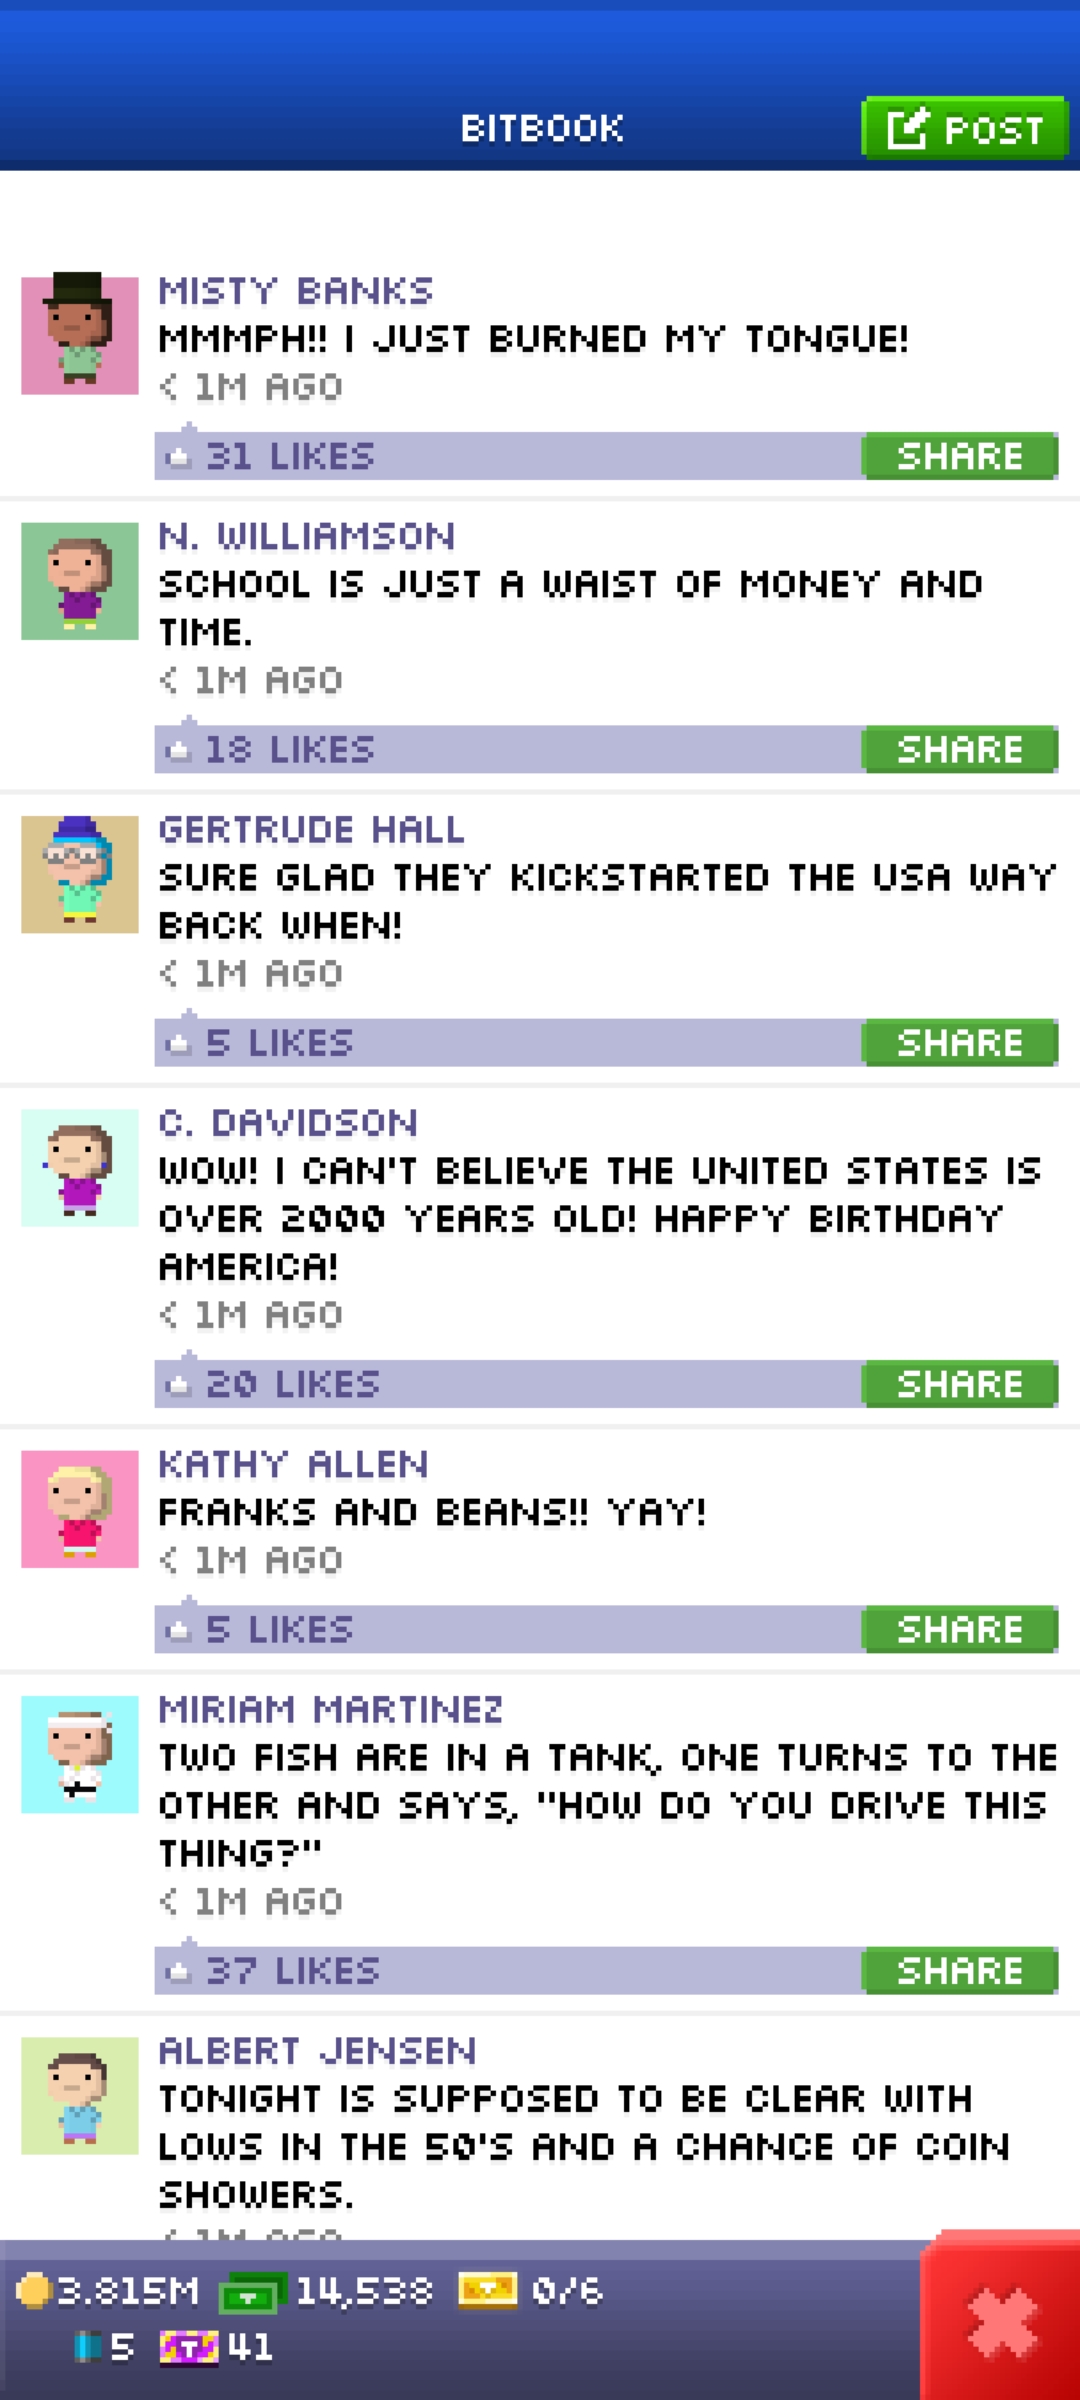 BITBOOK
POST
MISTY BANKS
MMMPH!! I JUST BURNED MY TONGUE!
< 1M AGO
31 LIKES
SHARE
N. WILLIAMSON
SCHOOL IS JUST A WAIST OF MONEY AND
TIME.
< 1M AGO
18 LIKES
SHARE
GERTRUDE HALL
SURE GLAD THEY KICKSTARTED THE USA WAY
BACK WHEN!
< 1M AGO
5 LIKES
SHARE
C. DAVIDSON
WOW! I CAN'T BELIEVE THE UNITED STATES IS
OVER 2000 YEARS OLD! HAPPY BIRTHDAY
AMERICA!
< 1M AGO
20 LIKES
SHARE
KATHY ALLEN
FRANKS AND BEANS!! YAY!
< 1M AGO
5 LIKES
SHARE
MIRIAM MARTINEZ
TWO FISH ARE IN A TANK, ONE TURNS TO THE
OTHER AND SAYS, "HOW DO YOU DRIVE THIS
THING?"
< 1M AGO
37 LIKES
SHARE
ALBERT JENSEN
TONIGHT IS SUPPOSED TO BE CLEAR WITH
LOWS IN THE 50'S AND A CHANCE OF COIN
SHOWERS.
< 1M AGO
3.815M 14,538 0/6
5 T 41